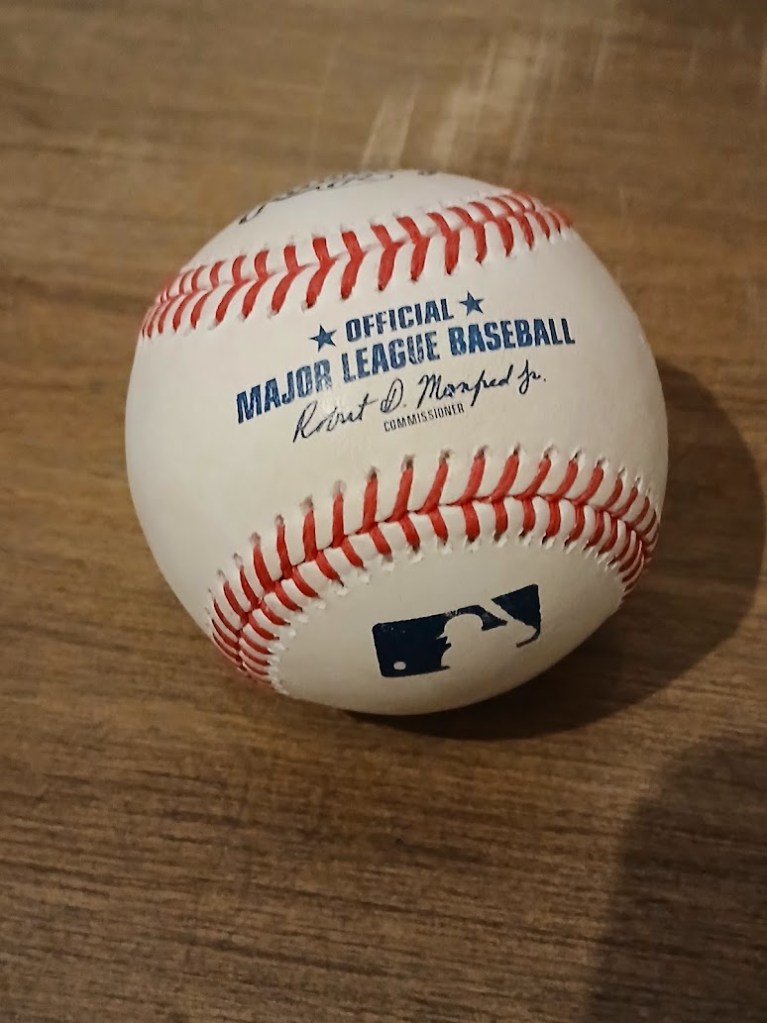 ★ OFFICIAL ★
MAJOR LEAGUE BASEBALL
Robert D. Manfred Jr.
COMMISSIONER